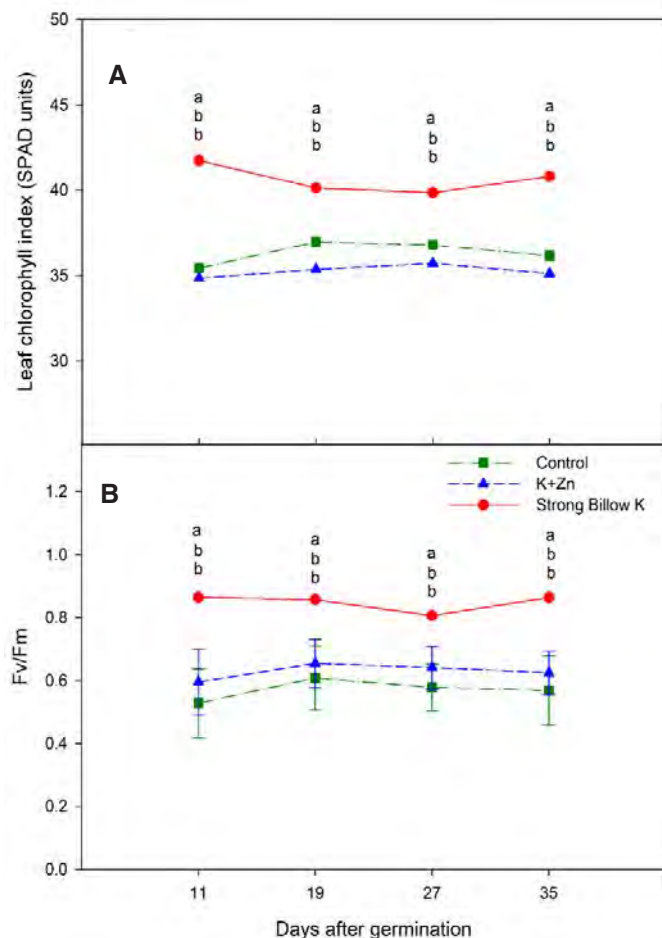 50
A
a a a a
b b b b
b b b b
45
40
35
30
Leaf chlorophyll index (SPAD units)
B
Control
K+Zn
Strong Billow K
1.2
1.0
a a a a
b b b b
b b b b
0.8
0.6
0.4
0.2
0.0
Fv/Fm
11 19 27 35
Days after germination